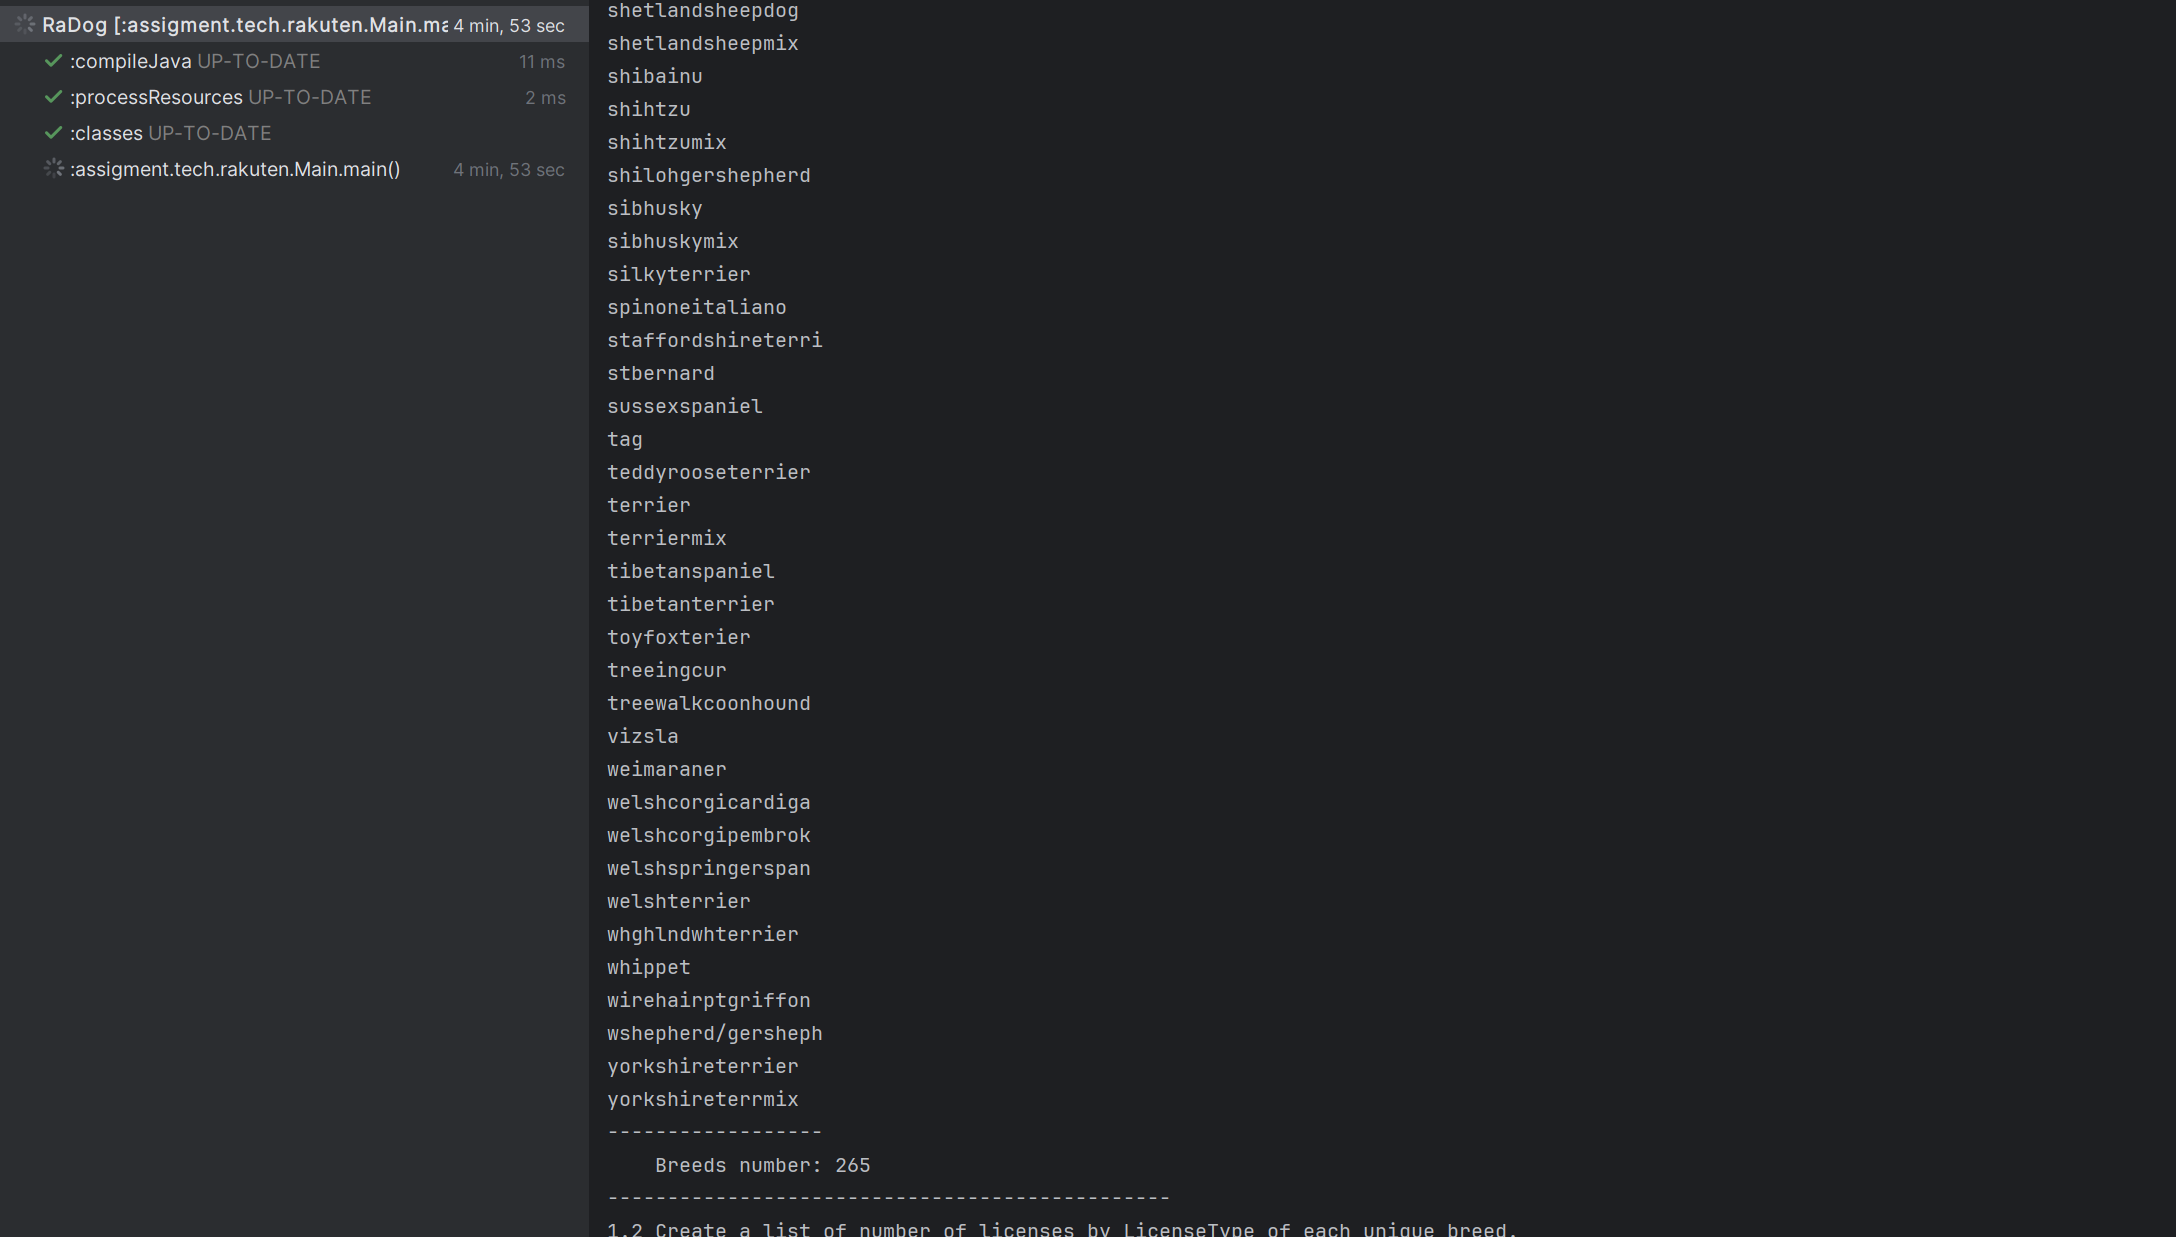 RaDog [:assigment.tech.rakuten.Main.ma 4 min, 53 sec
:compileJava UP-TO-DATE 11 ms
:processResources UP-TO-DATE 2 ms
:classes UP-TO-DATE
:assigment.tech.rakuten.Main.main() 4 min, 53 sec
shetlandsheepdog
shetlandsheepmix
shibainu
shihtzu
shihtzumix
shilohgershepherd
sibhusky
sibhuskymix
silkyterrier
spinoneitaliano
staffordshireterri
stbernard
sussexspaniel
tag
teddyrooseterrier
terrier
terriermix
tibetanspaniel
tibetanterrier
toyfoxterier
treeingcur
treewalkcoonhound
vizsla
weimaraner
welshcorgicardiga
welshcorgipembrok
welshspringerspan
welshterrier
whghlndwhterrier
whippet
wirehairptgriffon
wshepherd/gersheph
yorkshireterrier
yorkshireterrmix
------------------
Breeds number: 265
-----------------------------------------------
1.2 Create a list of number of licenses by LicenseType of each unique breed.